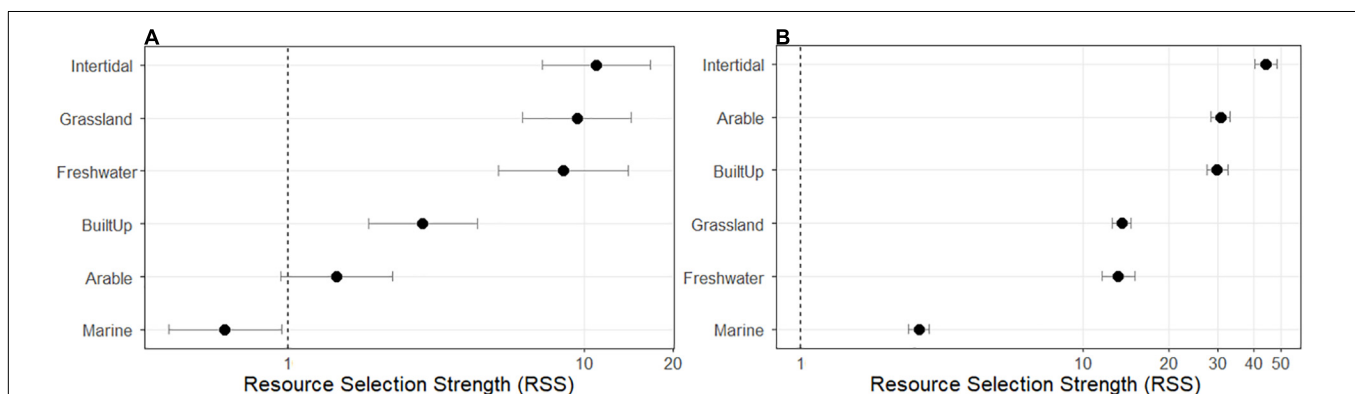 A
Intertidal
Grassland
Freshwater
BuiltUp
Arable
Marine
1 10 20
Resource Selection Strength (RSS)
B
Intertidal
Arable
BuiltUp
Grassland
Freshwater
Marine
1 10 20 30 40 50
Resource Selection Strength (RSS)